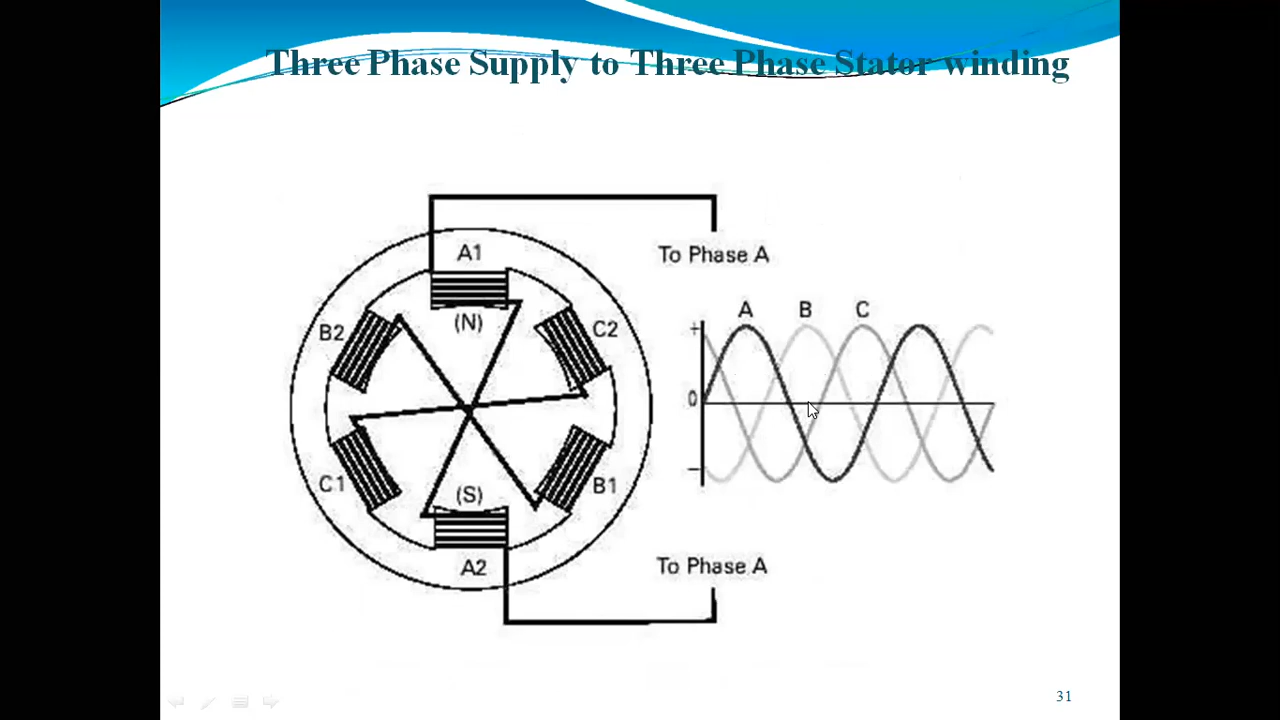 Three Phase Supply to Three Phase Stator winding
A1
To Phase A
(N)
B2
C2
A B C
+
0
-
C1
B1
(S)
A2
To Phase A
31